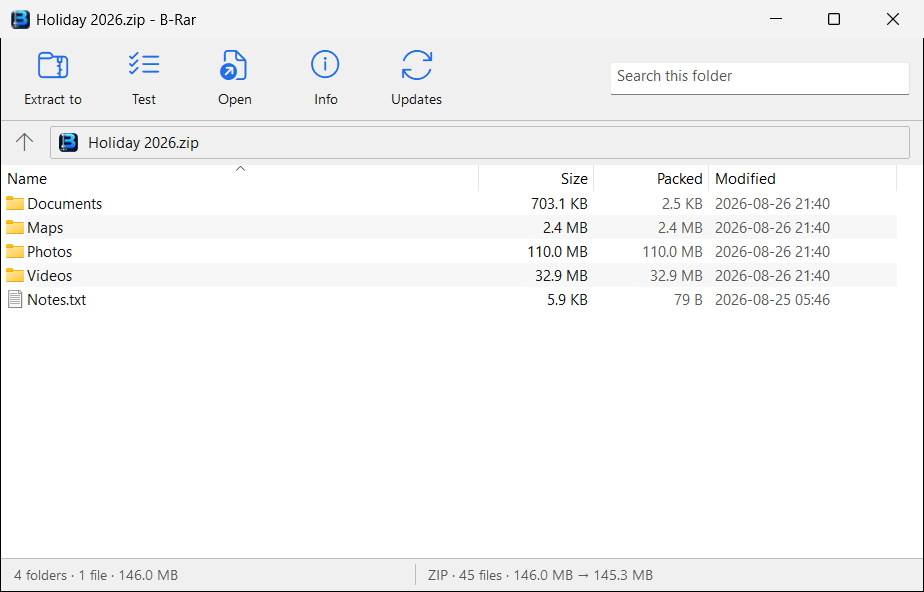 Holiday 2026.zip - B-Rar
Extract to
Test
Open
Info
Updates
Search this folder
Holiday 2026.zip
Name Size Packed Modified
Documents 703.1 KB 2.5 KB 2026-08-26 21:40
Maps 2.4 MB 2.4 MB 2026-08-26 21:40
Photos 110.0 MB 110.0 MB 2026-08-26 21:40
Videos 32.9 MB 32.9 MB 2026-08-26 21:40
Notes.txt 5.9 KB 79 B 2026-08-25 05:46
4 folders · 1 file · 146.0 MB
ZIP · 45 files · 146.0 MB → 145.3 MB